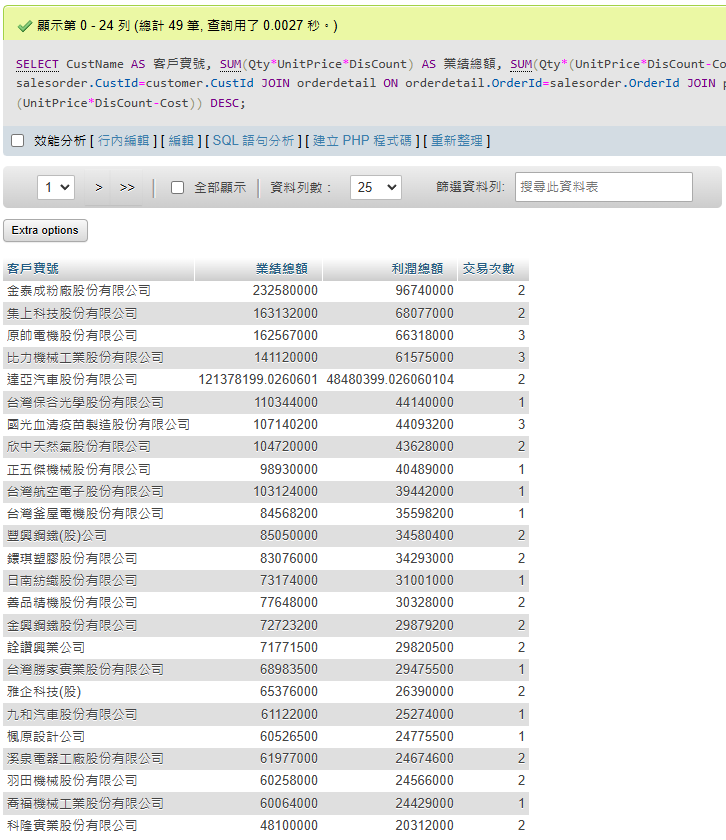 顯示第 0 - 24 列 (總計 49 筆, 查詢用了 0.0027 秒。)
SELECT CustName AS 客戶寶號, SUM(Qty*UnitPrice*DisCount) AS 業績總額, SUM(Qty*(UnitPrice*DisCount-Co
salesorder.CustId=customer.CustId JOIN orderdetail ON orderdetail.OrderId=salesorder.OrderId JOIN p
(UnitPrice*DisCount-Cost)) DESC;
效能分析 [ 行內編輯 ] [ 編輯 ] [ SQL 語句分析 ] [ 建立 PHP 程式碼 ] [ 重新整理 ]
1 > >> | 全部顯示 | 資料列數： 25 篩選資料列: 搜尋此資料表
Extra options
客戶寶號 業績總額 利潤總額 交易次數
金泰成粉廠股份有限公司 232580000 96740000 2
集上科技股份有限公司 163132000 68077000 2
原帥電機股份有限公司 162567000 66318000 3
比力機械工業股份有限公司 141120000 61575000 3
達亞汽車股份有限公司 121378199.0260601 48480399.026060104 2
台灣保谷光學股份有限公司 110344000 44140000 1
國光血清疫苗製造股份有限公司 107140200 44093200 3
欣中天然氣股份有限公司 104720000 43628000 2
正五傑機械股份有限公司 98930000 40489000 1
台灣航空電子股份有限公司 103124000 39442000 1
台灣釜屋電機股份有限公司 84568200 35598200 1
豐興鋼鐵(股)公司 85050000 34580400 2
鏢琪塑膠股份有限公司 83076000 34293000 2
日南紡織股份有限公司 73174000 31001000 1
善品精機股份有限公司 77648000 30328000 2
金興鋼鐵股份有限公司 72723200 29879200 2
詮讚興業公司 71771500 29820500 2
台灣勝家實業股份有限公司 68983500 29475500 1
雅企科技(股) 65376000 26390000 2
九和汽車股份有限公司 61122000 25274000 1
楓原設計公司 60526500 24775500 1
溪泉電器工廠股份有限公司 61977000 24674600 2
羽田機械股份有限公司 60258000 24566000 2
喬福機械工業股份有限公司 60064000 24429000 1
科隆實業股份有限公司 48100000 20312000 2